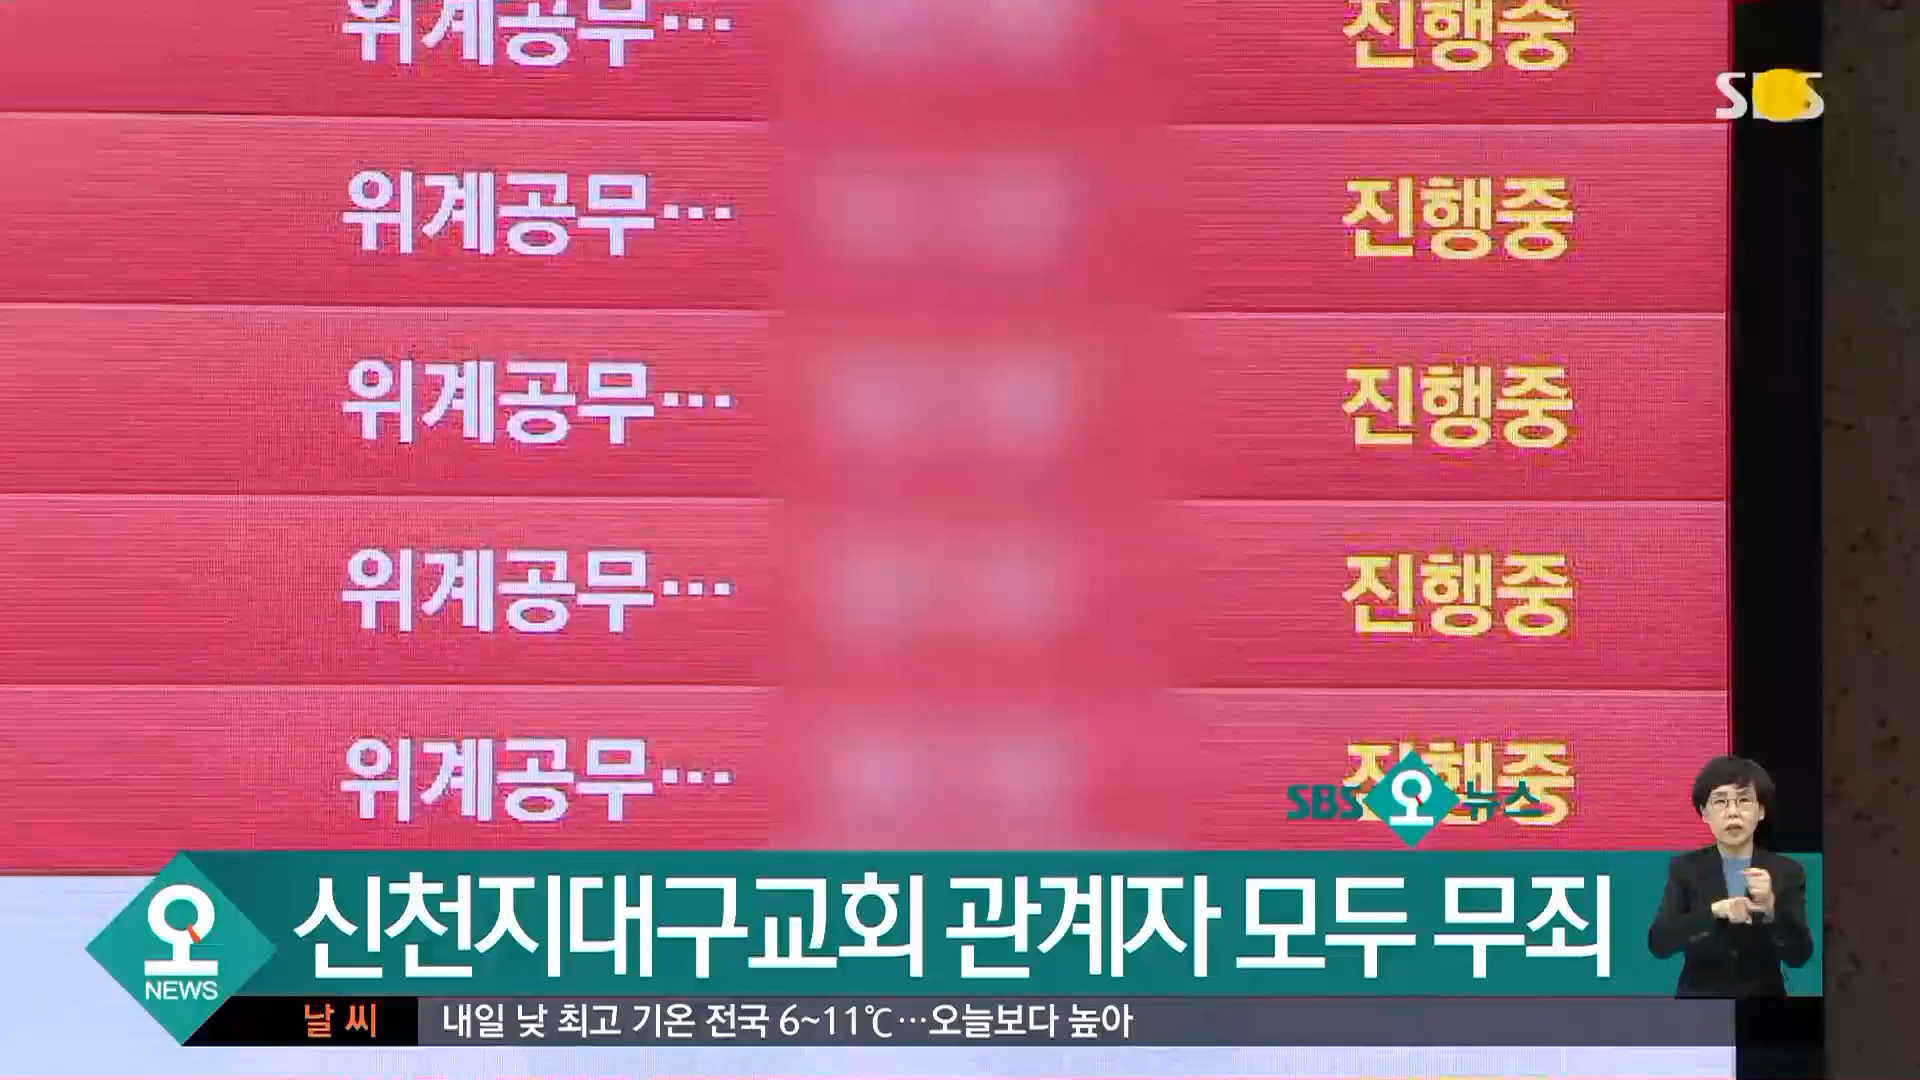 위계공무… 진행중
SBS
위계공무… 진행중
위계공무… 진행중
위계공무… 진행중
위계공무… 진행중
SBS 오 뉴스
오 NEWS
신천지대구교회 관계자 모두 무죄
날씨 내일 낮 최고 기온 전국 6~11℃…오늘보다 높아